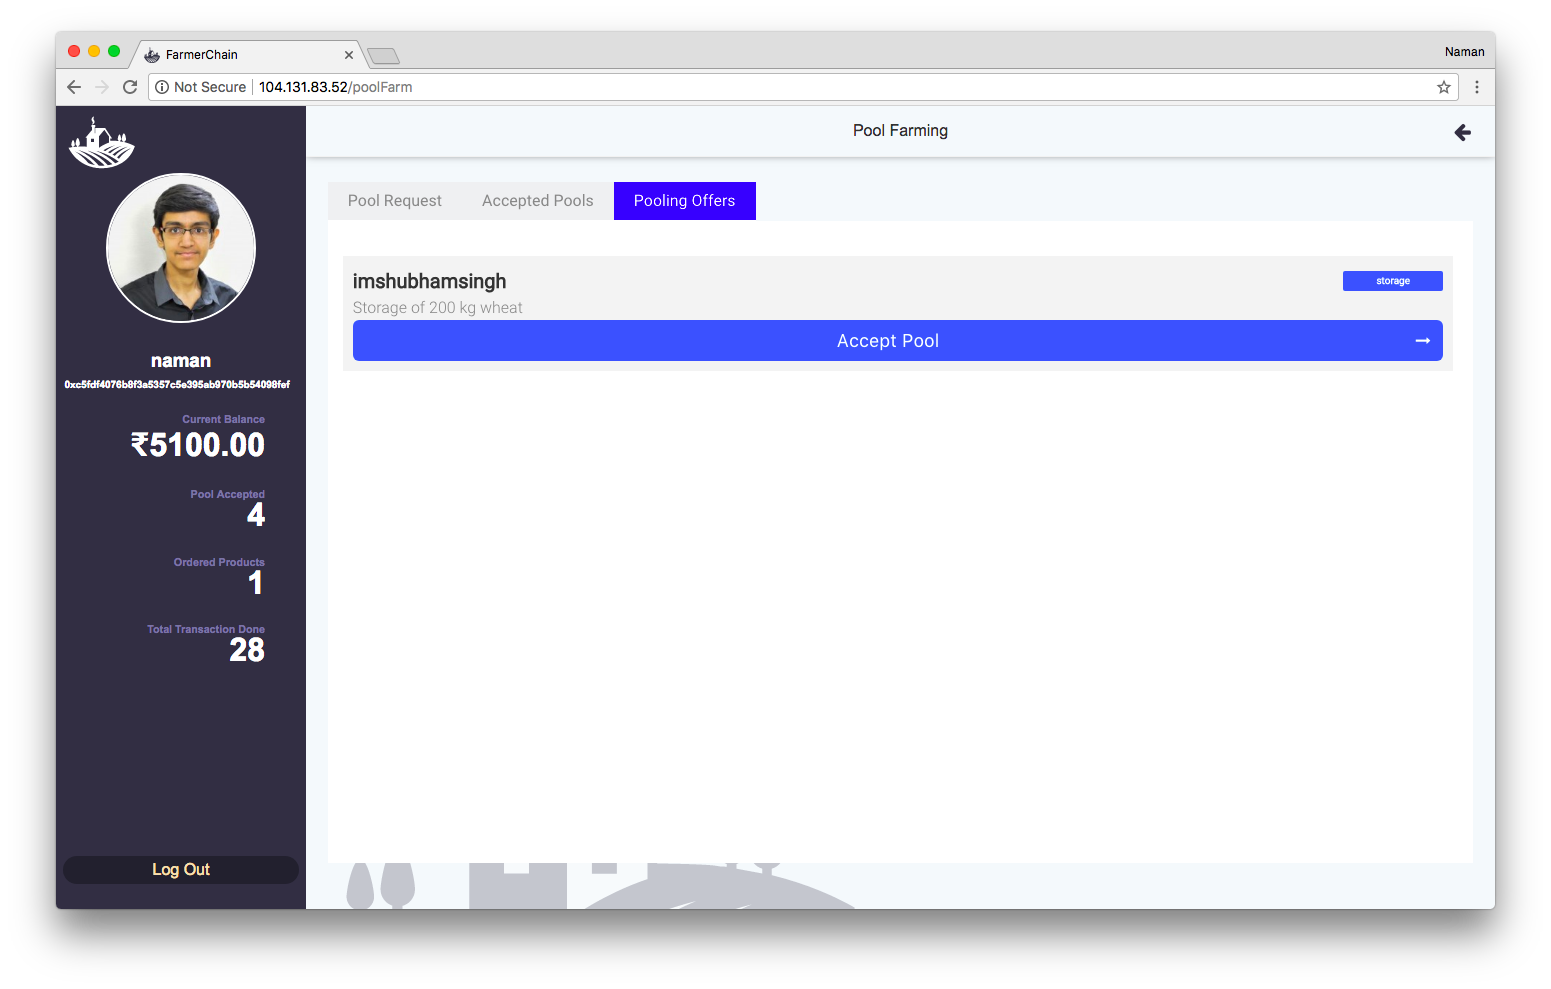 FarmerChain
Naman
Not Secure
104.131.83.52/poolFarm
Pool Farming
naman
0xc5fdf4076b8f3a5357c5e395ab970b5b54098fef
Current Balance
₹5100.00
Pool Accepted
4
Ordered Products
1
Total Transaction Done
28
Log Out
Pool Request
Accepted Pools
Pooling Offers
imshubhamsingh
storage
Storage of 200 kg wheat
Accept Pool